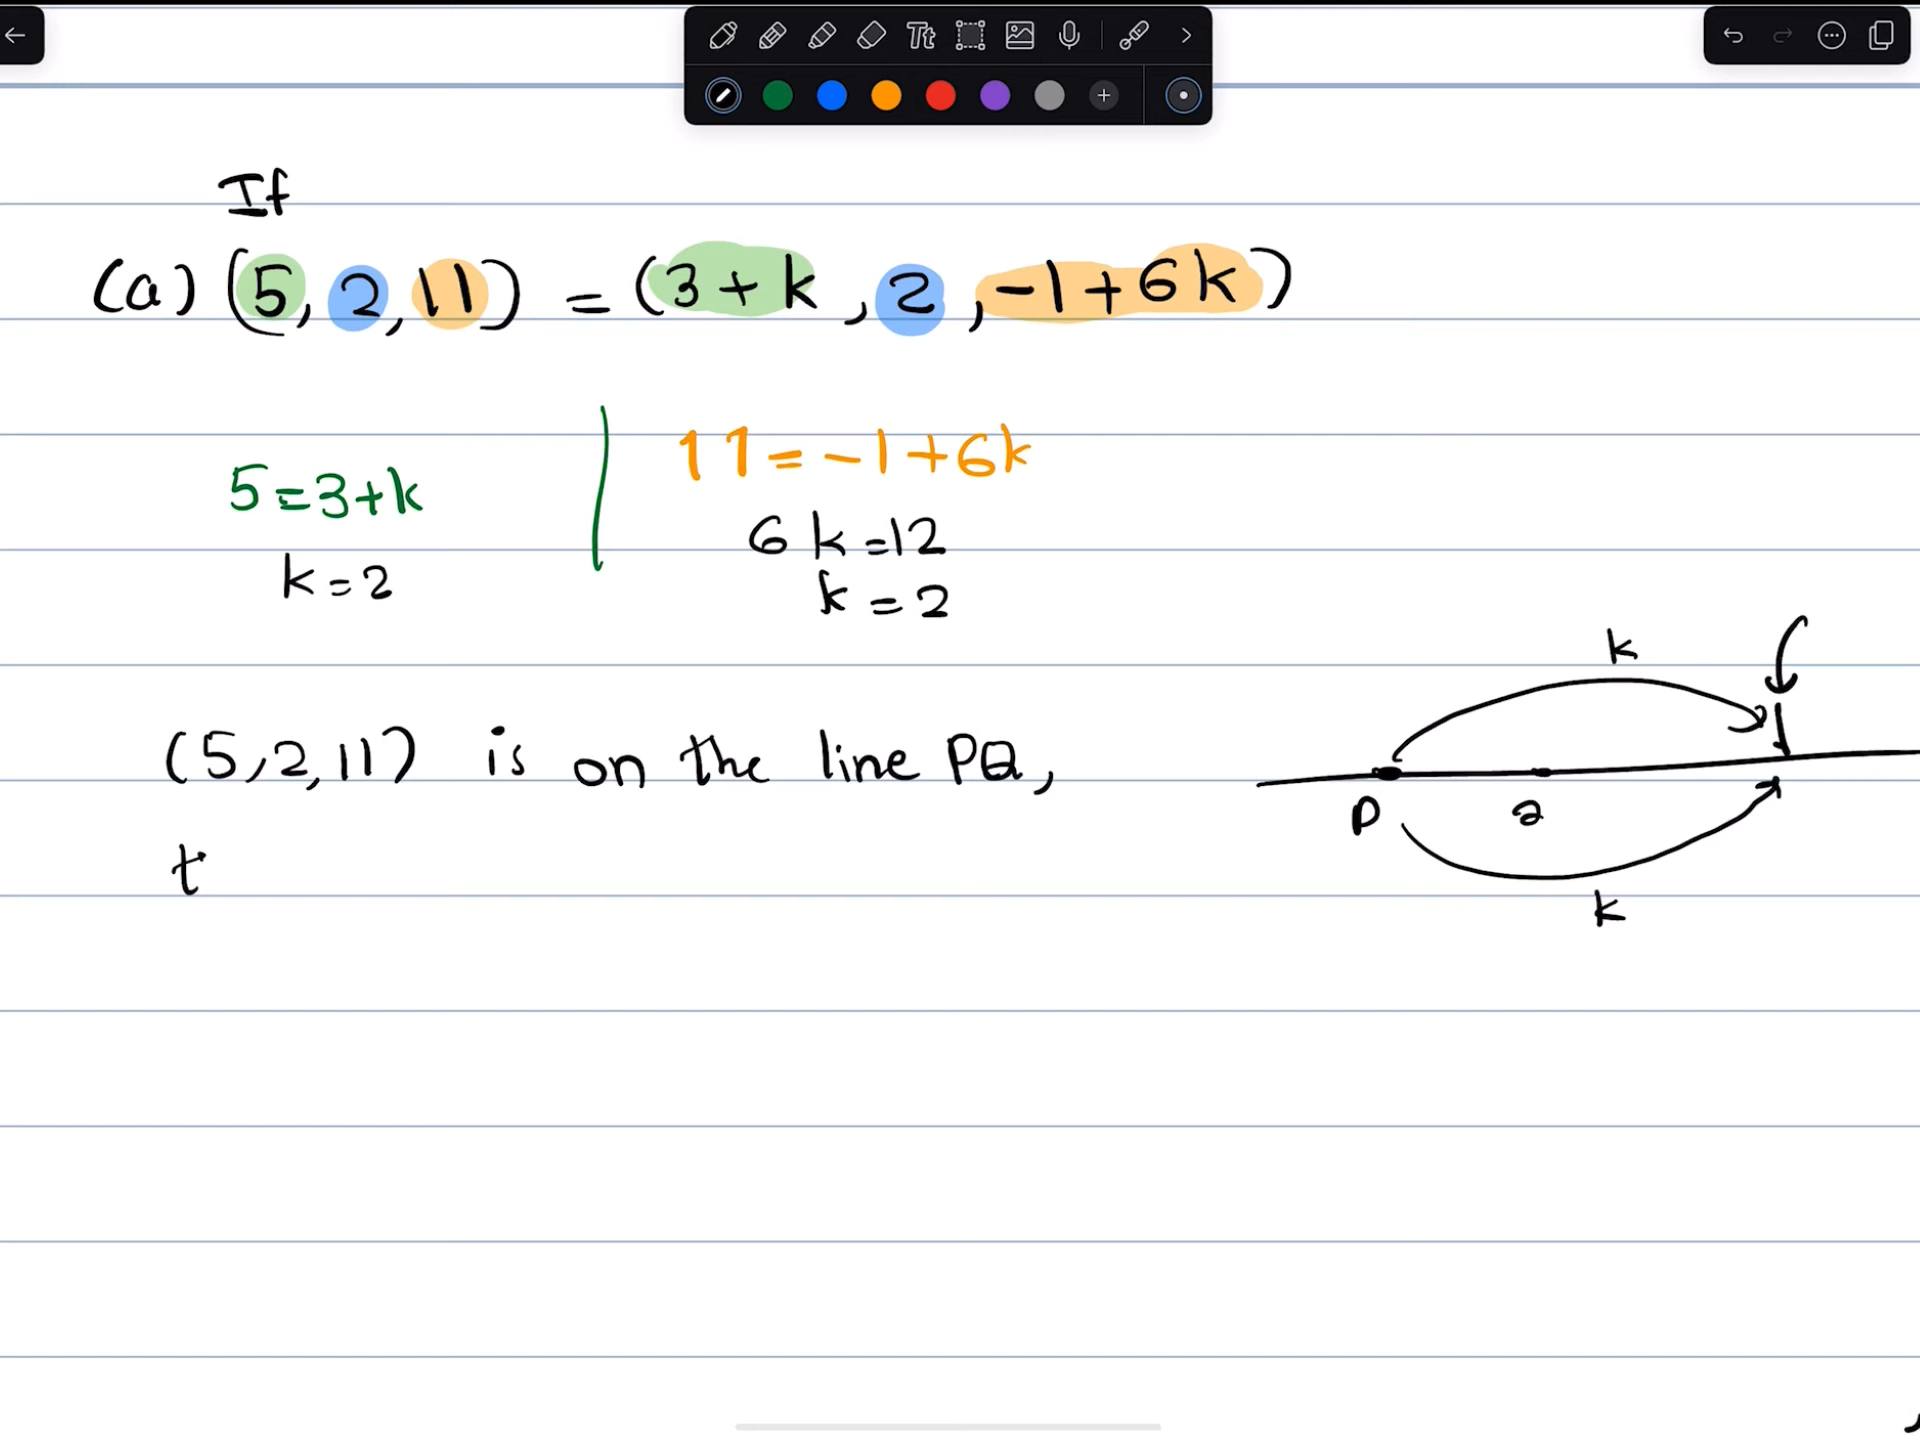 Tt
If
(a) (5, 2, 11) = (3+k, 2, -1+6k)
5=3+k
k=2
11=-1+6k
6k=12
k=2
(5,2,11) is on the line PQ,
t
k
P
Q
k